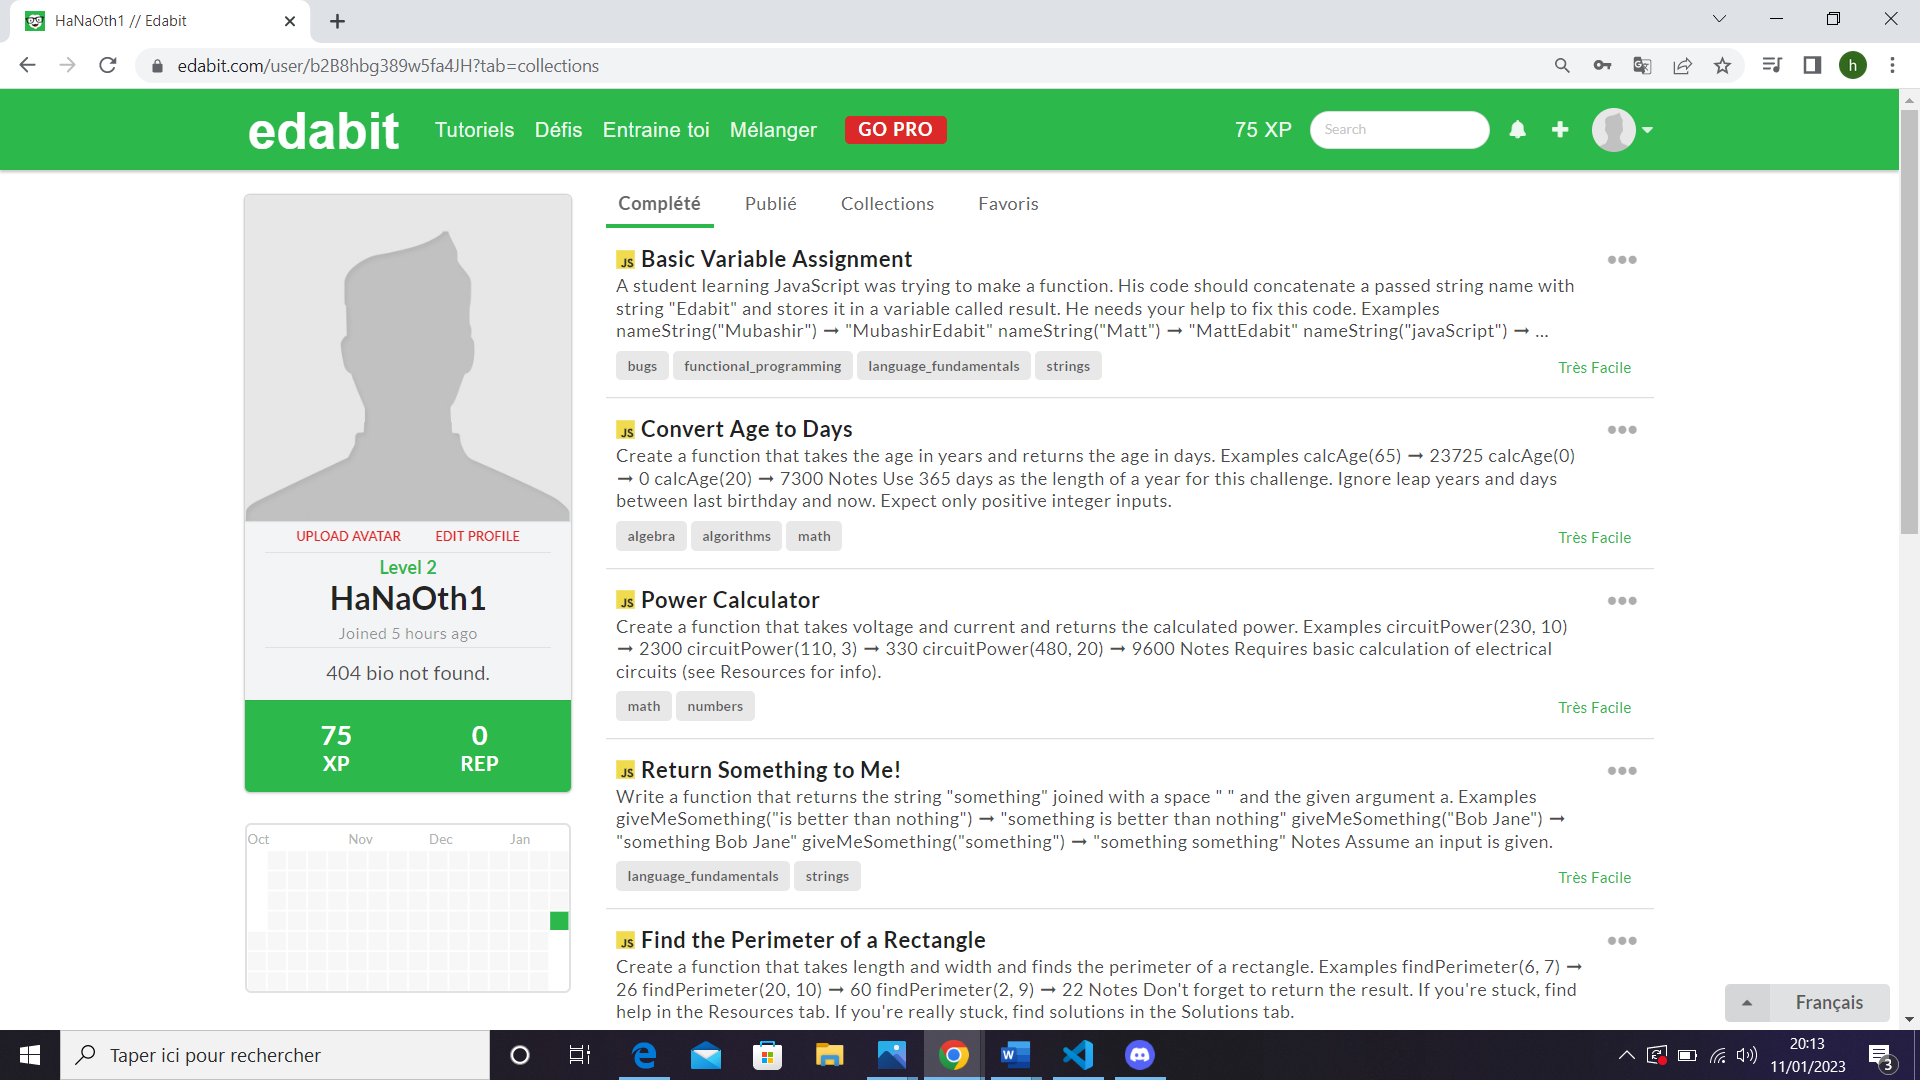 HaNaOth1 // Edabit
edabit.com/user/b2B8hbg389w5fa4JH?tab=collections
h
edabit Tutoriels Défis Entraine toi Mélanger GO PRO 75 XP Search
UPLOAD AVATAR EDIT PROFILE
Level 2
HaNaOth1
Joined 5 hours ago
404 bio not found.
75 0
XP REP
Oct Nov Dec Jan
Complété Publié Collections Favoris
JS Basic Variable Assignment
A student learning JavaScript was trying to make a function. His code should concatenate a passed string name with
string "Edabit" and stores it in a variable called result. He needs your help to fix this code. Examples
nameString("Mubashir") ➞ "MubashirEdabit" nameString("Matt") ➞ "MattEdabit" nameString("javaScript") ➞ ...
bugs functional_programming language_fundamentals strings
Très Facile
JS Convert Age to Days
Create a function that takes the age in years and returns the age in days. Examples calcAge(65) ➞ 23725 calcAge(0)
➞ 0 calcAge(20) ➞ 7300 Notes Use 365 days as the length of a year for this challenge. Ignore leap years and days
between last birthday and now. Expect only positive integer inputs.
algebra algorithms math
Très Facile
JS Power Calculator
Create a function that takes voltage and current and returns the calculated power. Examples circuitPower(230, 10)
➞ 2300 circuitPower(110, 3) ➞ 330 circuitPower(480, 20) ➞ 9600 Notes Requires basic calculation of electrical
circuits (see Resources for info).
math numbers
Très Facile
JS Return Something to Me!
Write a function that returns the string "something" joined with a space " " and the given argument a. Examples
giveMeSomething("is better than nothing") ➞ "something is better than nothing" giveMeSomething("Bob Jane") ➞
"something Bob Jane" giveMeSomething("something") ➞ "something something" Notes Assume an input is given.
language_fundamentals strings
Très Facile
JS Find the Perimeter of a Rectangle
Create a function that takes length and width and finds the perimeter of a rectangle. Examples findPerimeter(6, 7) ➞
26 findPerimeter(20, 10) ➞ 60 findPerimeter(2, 9) ➞ 22 Notes Don't forget to return the result. If you're stuck, find
help in the Resources tab. If you're really stuck, find solutions in the Solutions tab.
Français
Taper ici pour rechercher
20:13
11/01/2023
3